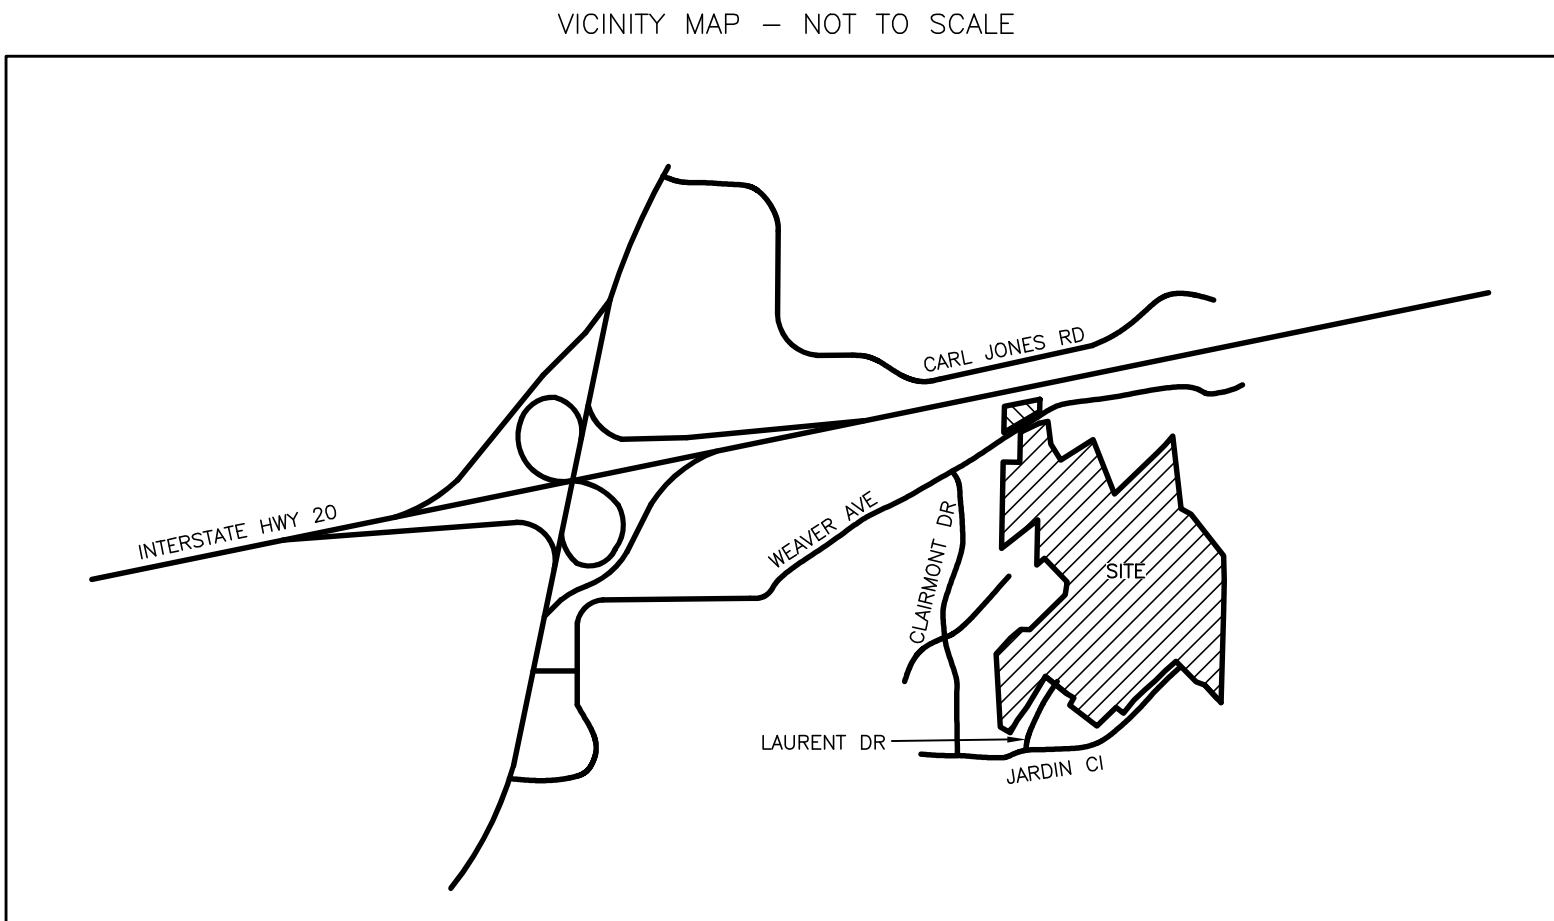 VICINITY MAP – NOT TO SCALE
CARL JONES RD
INTERSTATE HWY 20
WEAVER AVE
CLAIRMONT DR
SITE
LAURENT DR
JARDIN CI